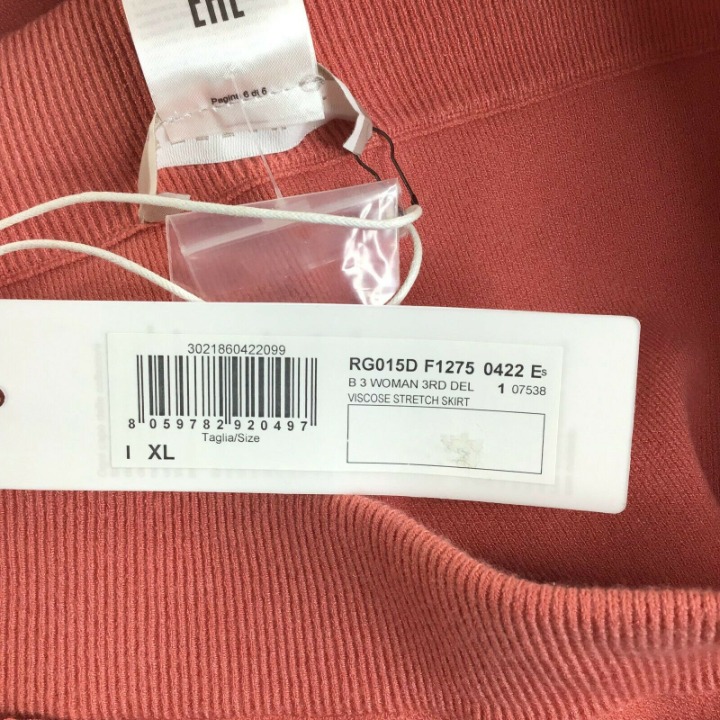 EAC
Pagina 6 di 6
3021860422099
8 059782 920497
Taglia/Size
I XL
RG015D F1275 0422 Es
B 3 WOMAN 3RD DEL 1 07538
VISCOSE STRETCH SKIRT